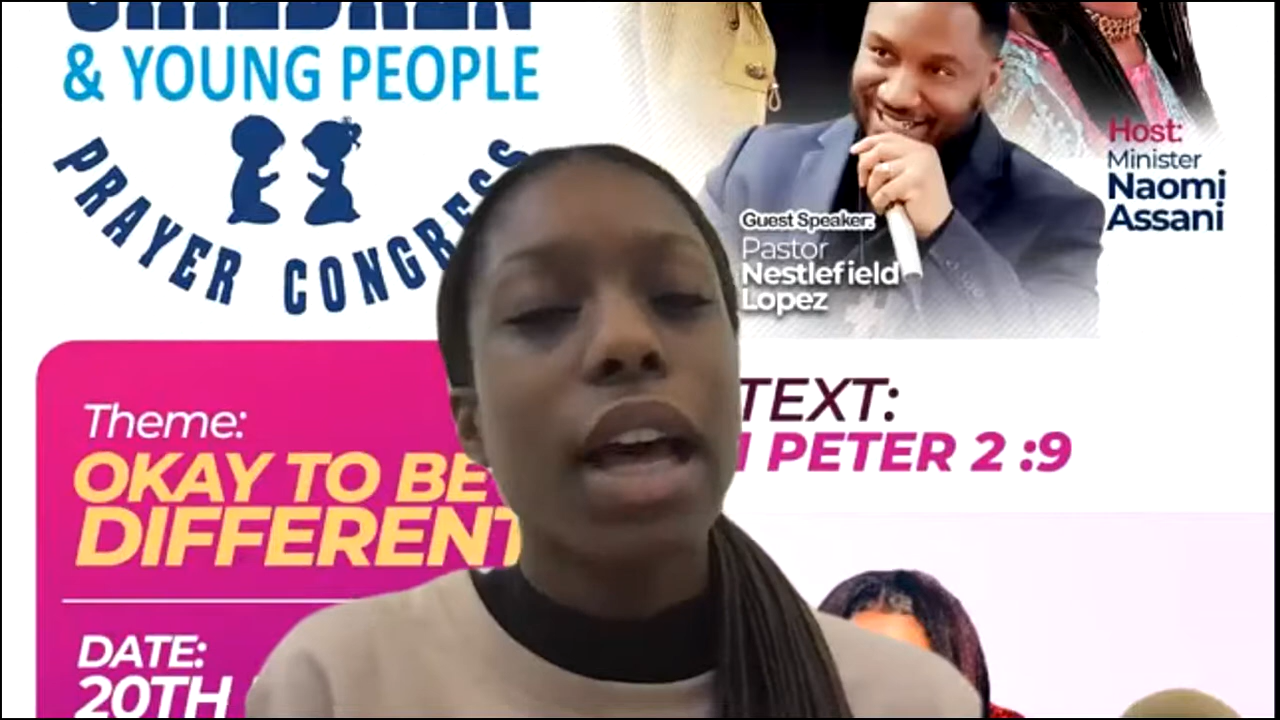 CHILDREN
& YOUNG PEOPLE
PRAYER CONGRESS
Host:
Minister
Naomi
Assani
Guest Speaker:
Pastor
Nestlefield
Lopez
Theme:
OKAY TO BE
DIFFERENT
TEXT:
PETER 2 :9
DATE:
20TH